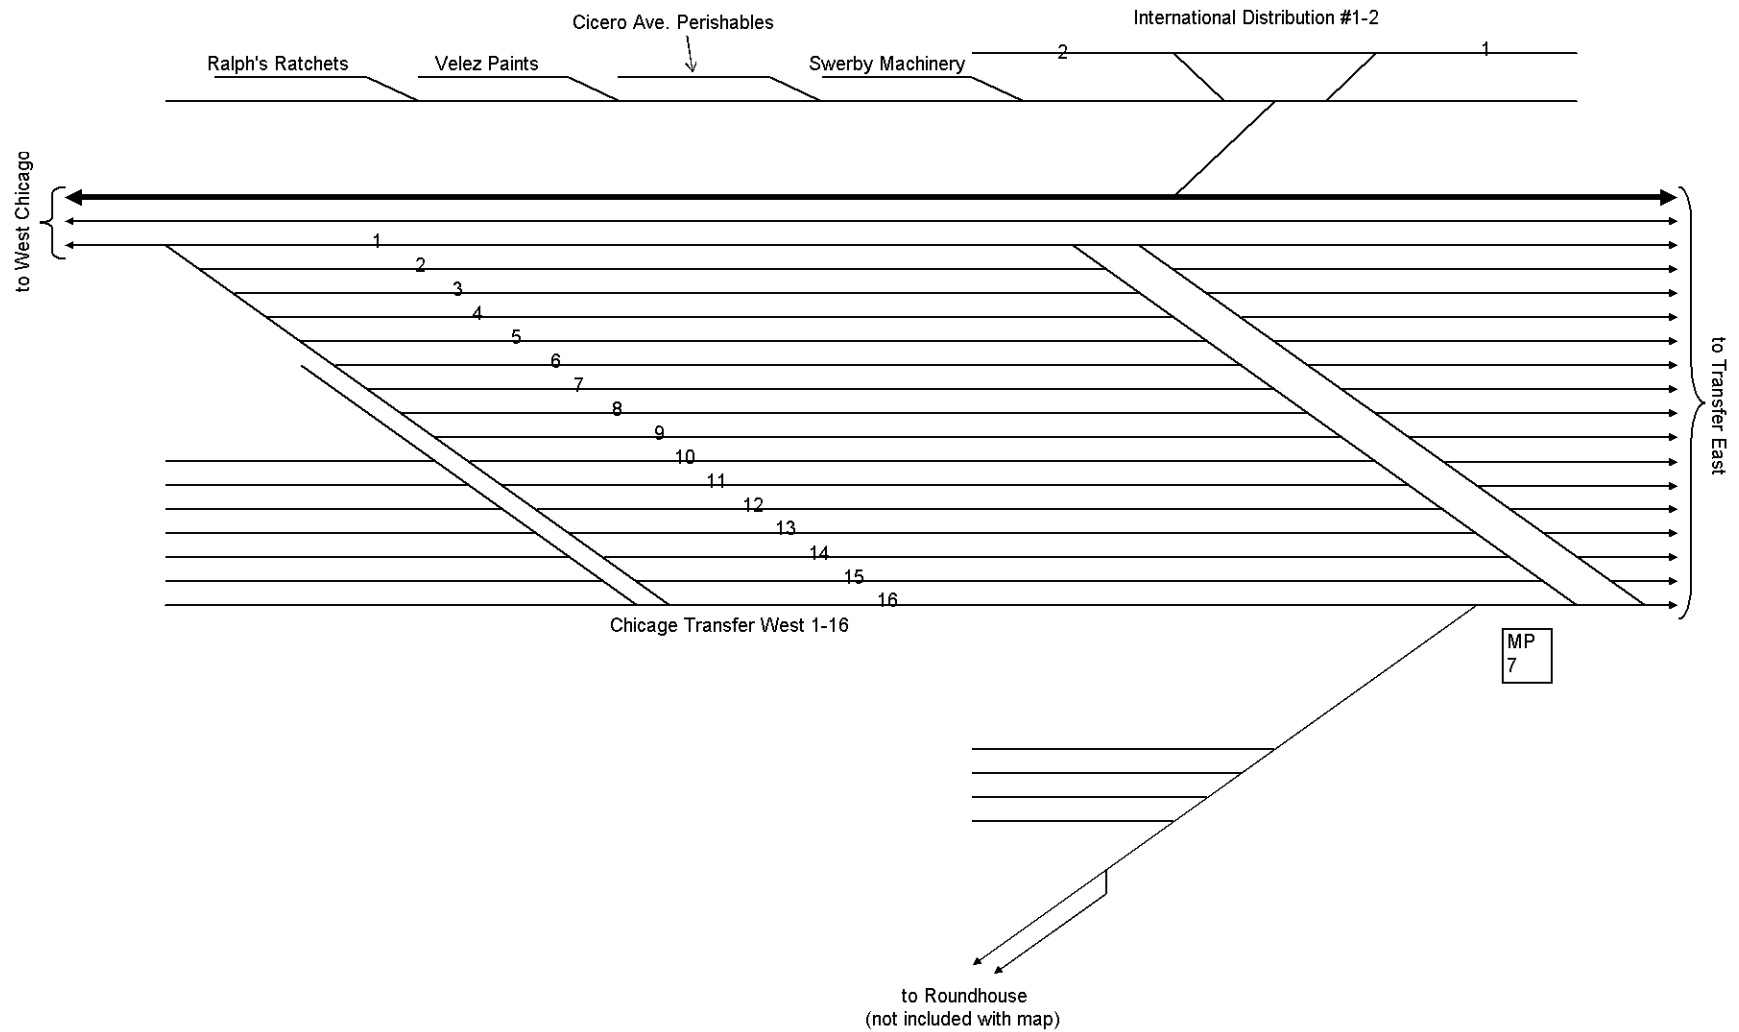 International Distribution #1-2
Cicero Ave. Perishables
2
1
Ralph's Ratchets
Velez Paints
Swerby Machinery
to West Chicago
1
2
3
4
5
6
7
8
9
10
11
12
13
14
15
16
to Transfer East
Chicage Transfer West 1-16
MP
7
to Roundhouse
(not included with map)